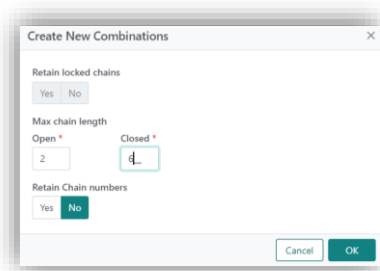 Create New Combinations ×
Retain locked chains
Yes No
Max chain length
Open * Closed *
2 6_
Retain Chain numbers
Yes No
Cancel OK